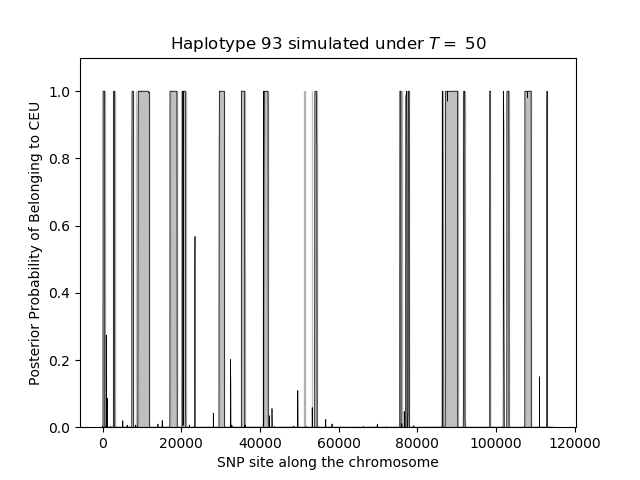 Haplotype 93 simulated under T = 50
Posterior Probability of Belonging to CEU
1.0
0.8
0.6
0.4
0.2
0.0
0 20000 40000 60000 80000 100000 120000
SNP site along the chromosome